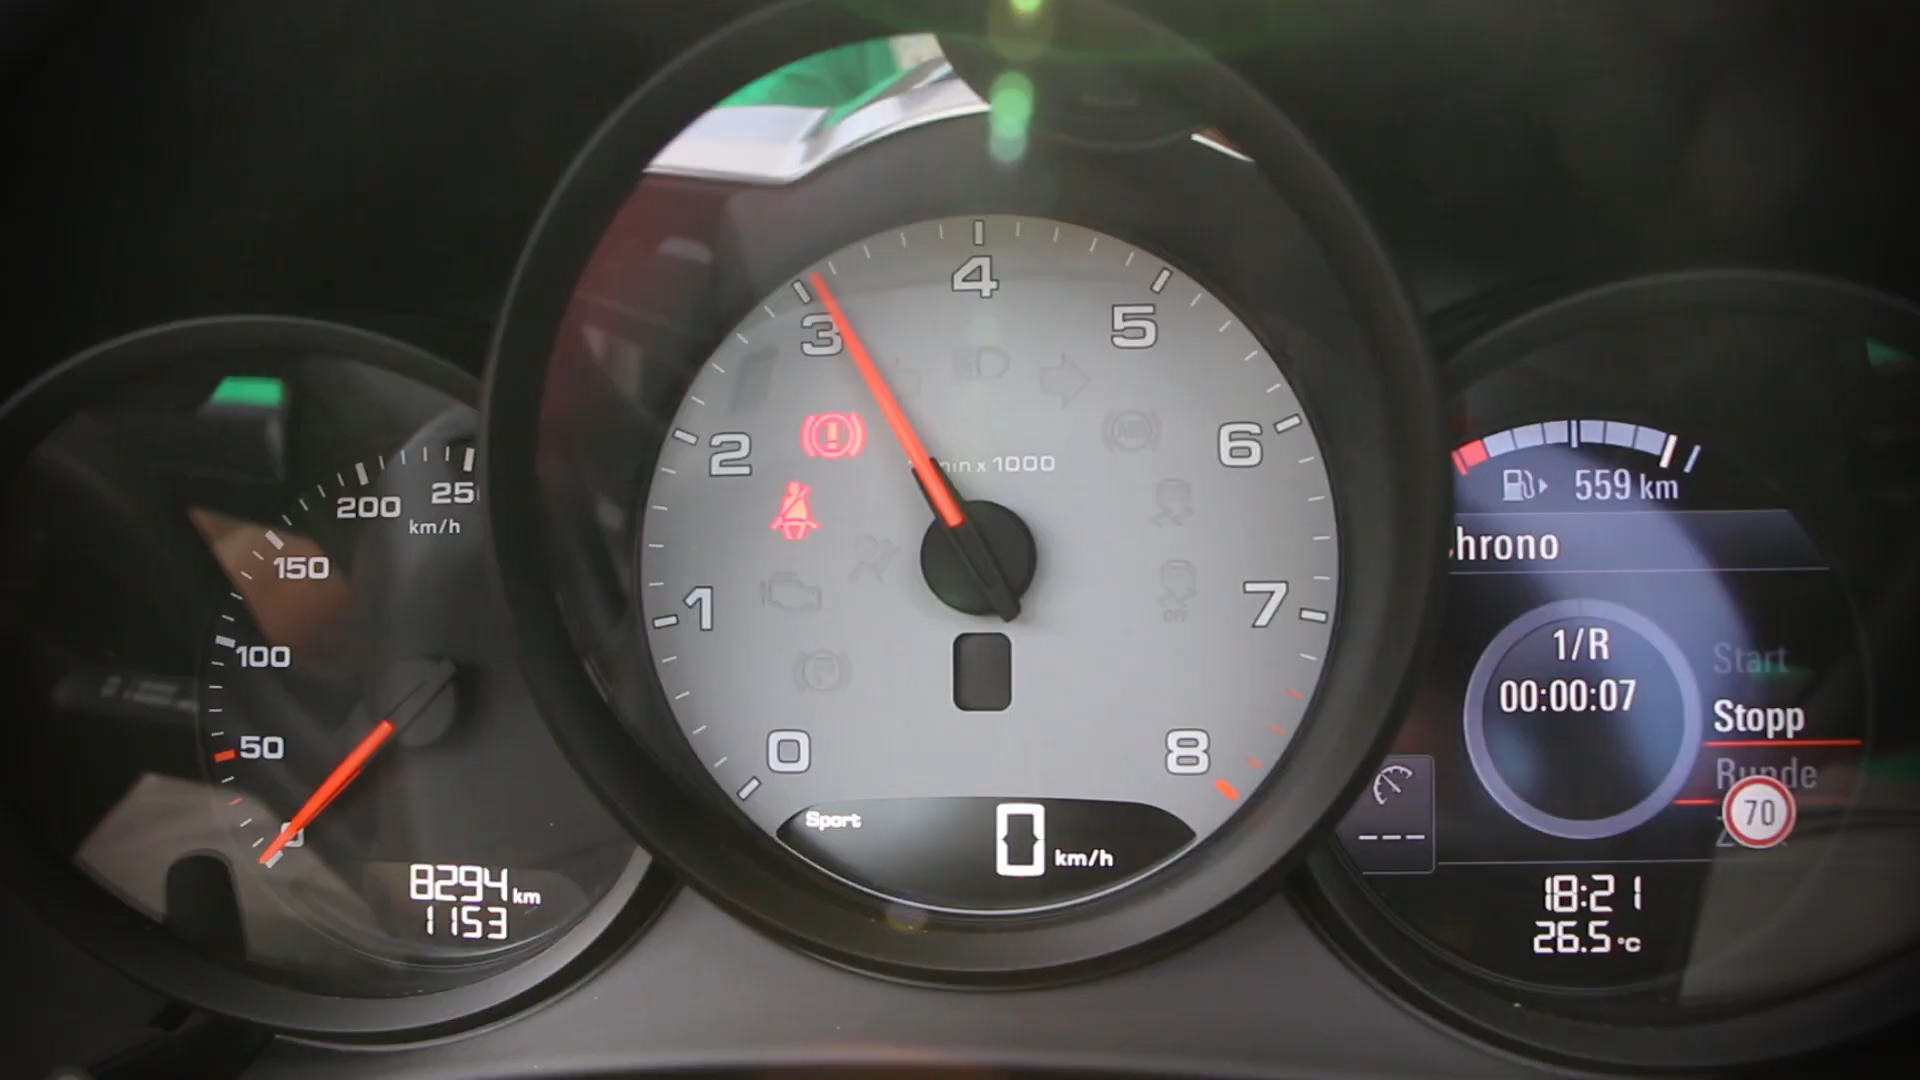 200
25
km/h
150
100
50
0
8294 km
1153
4
3
5
2
6
min x 1000
1
7
0
8
ABS
OFF
Sport
0 km/h
559 km
hrono
1/R
00:00:07
Start
Stopp
Runde
70
---
18:21
26.5 °C